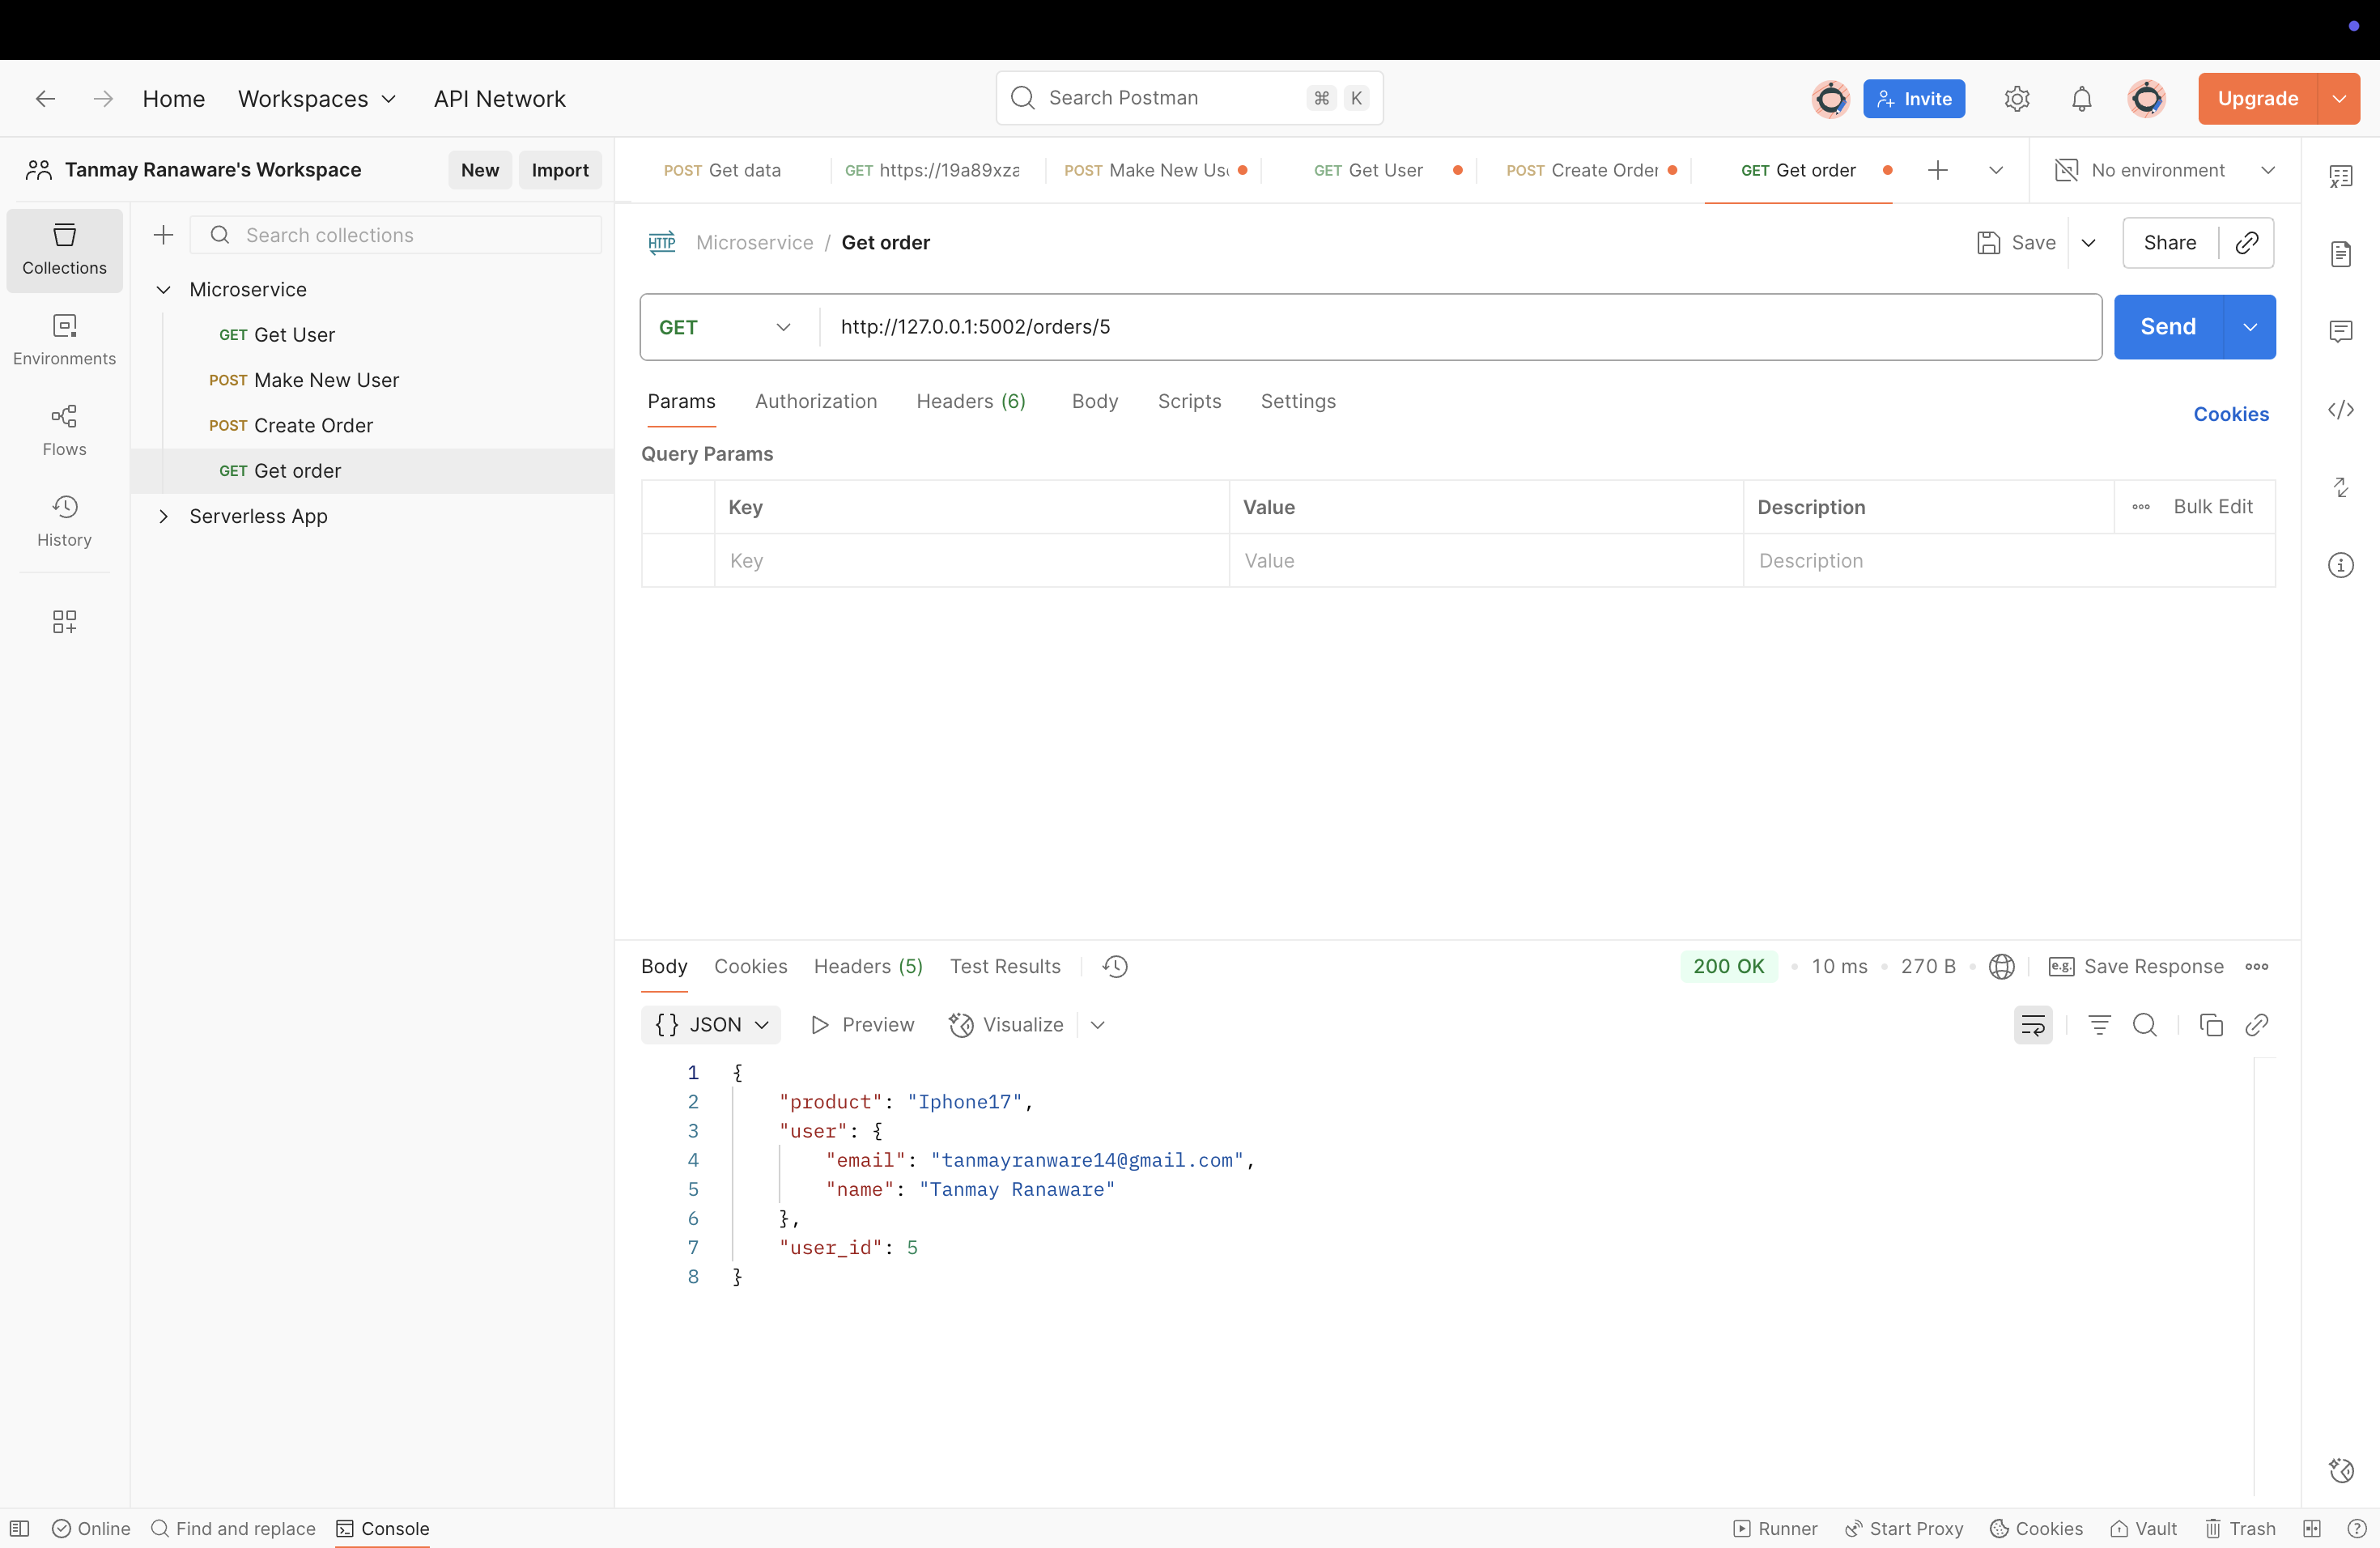 Home Workspaces API Network
Search Postman ⌘ K
Invite
Upgrade
Tanmay Ranaware's Workspace New Import
POST Get data GET https://19a89xza POST Make New Us GET Get User POST Create Order GET Get order
No environment
Collections
Environments
Flows
History
Search collections
Microservice
GET Get User
POST Make New User
POST Create Order
GET Get order
Serverless App
HTTP Microservice / Get order
Save Share
GET http://127.0.0.1:5002/orders/5 Send
Params Authorization Headers (6) Body Scripts Settings
Cookies
Query Params
Key Value Description Bulk Edit
Key Value Description
Body Cookies Headers (5) Test Results
200 OK • 10 ms • 270 B • e.g. Save Response
{} JSON Preview Visualize
1 {
2 "product": "Iphone17",
3 "user": {
4 "email": "tanmayranware14@gmail.com",
5 "name": "Tanmay Ranaware"
6 },
7 "user_id": 5
8 }
Online Find and replace Console
Runner Start Proxy Cookies Vault Trash